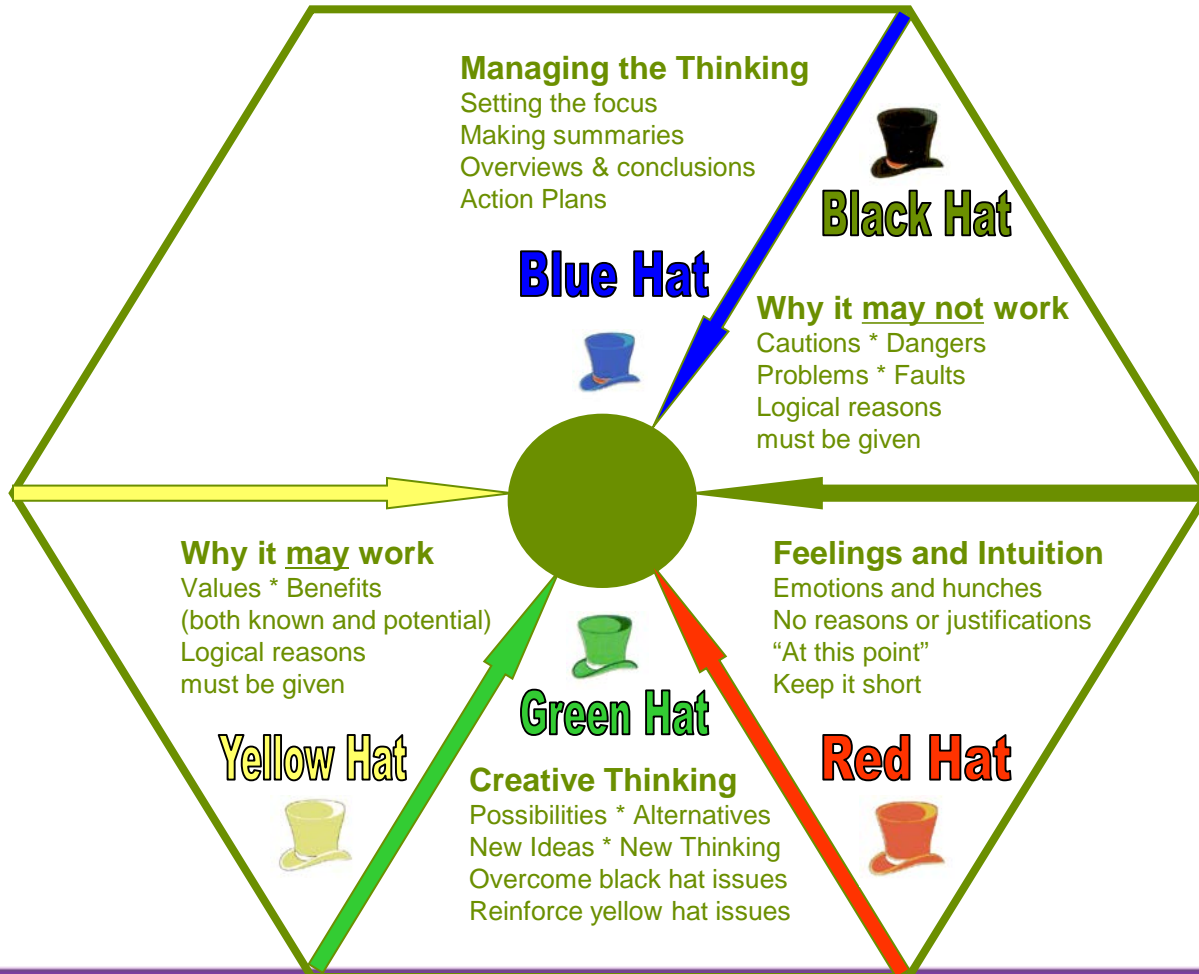 Managing the Thinking
Setting the focus
Making summaries
Overviews & conclusions
Action Plans
Blue Hat
Black Hat
Why it may not work
Cautions * Dangers
Problems * Faults
Logical reasons
must be given
Why it may work
Values * Benefits
(both known and potential)
Logical reasons
must be given
Yellow Hat
Green Hat
Creative Thinking
Possibilities * Alternatives
New Ideas * New Thinking
Overcome black hat issues
Reinforce yellow hat issues
Feelings and Intuition
Emotions and hunches
No reasons or justifications
“At this point”
Keep it short
Red Hat